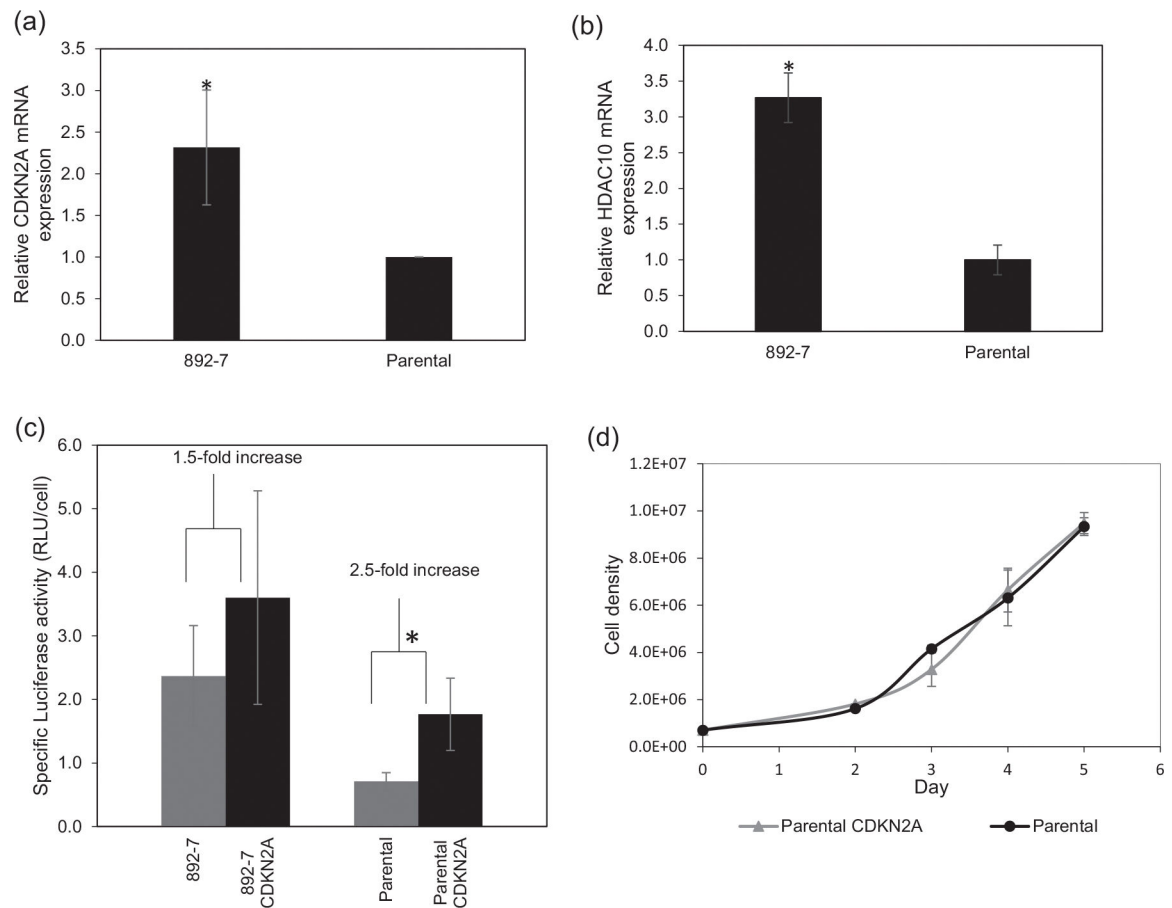 (a)
3.5
3.0
2.5
2.0
1.5
1.0
0.5
0.0
Relative CDKN2A mRNA
expression
*
892-7
Parental
(b)
4.0
3.5
3.0
2.5
2.0
1.5
1.0
0.5
0.0
Relative HDAC10 mRNA
expression
*
892-7
Parental
(c)
6.0
5.0
4.0
3.0
2.0
1.0
0.0
Specific Luciferase activity (RLU/cell)
1.5-fold increase
2.5-fold increase
*
892-7
892-7
CDKN2A
Parental
Parental
CDKN2A
(d)
1.2E+07
1.0E+07
8.0E+06
6.0E+06
4.0E+06
2.0E+06
0.0E+00
Cell density
0 1 2 3 4 5 6
Day
Parental CDKN2A Parental